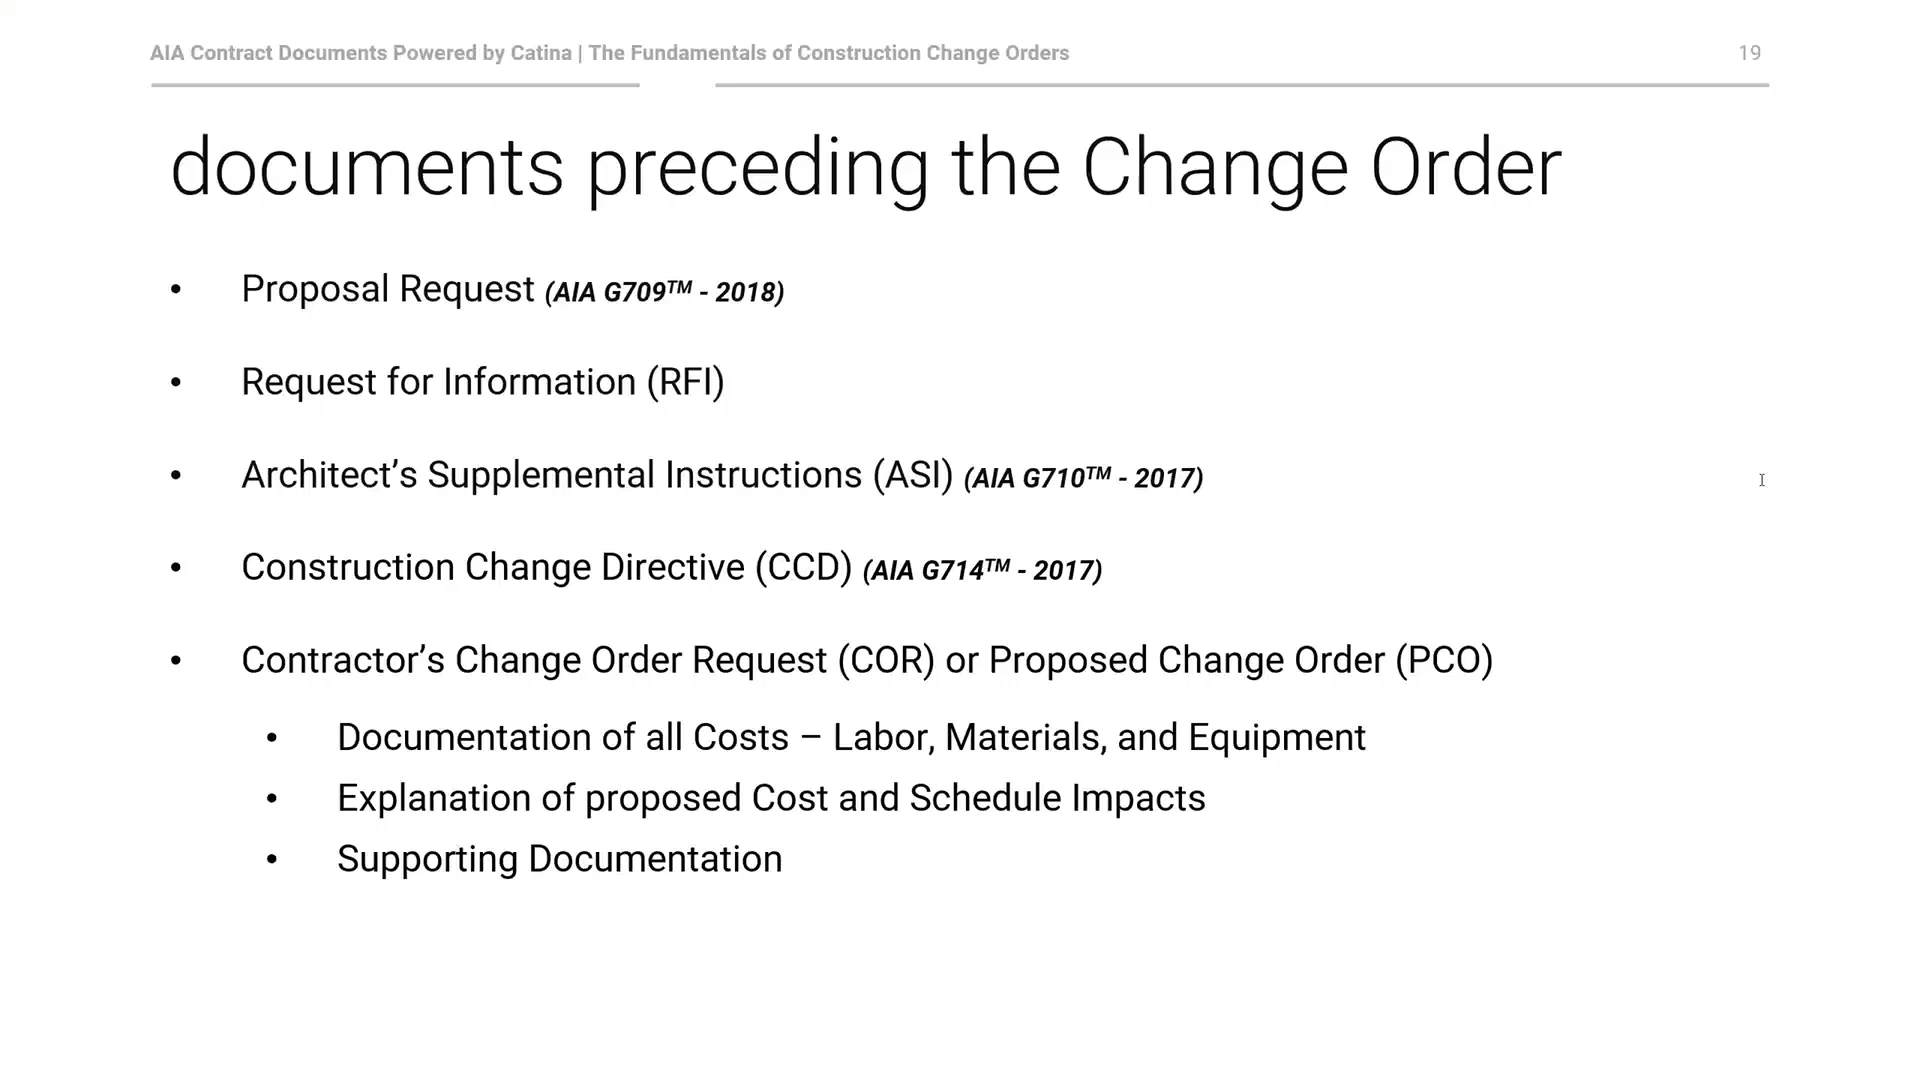 AIA Contract Documents Powered by Catina | The Fundamentals of Construction Change Orders
19
documents preceding the Change Order
• Proposal Request (AIA G709™ - 2018)
• Request for Information (RFI)
• Architect’s Supplemental Instructions (ASI) (AIA G710™ - 2017)
• Construction Change Directive (CCD) (AIA G714™ - 2017)
• Contractor’s Change Order Request (COR) or Proposed Change Order (PCO)
• Documentation of all Costs – Labor, Materials, and Equipment
• Explanation of proposed Cost and Schedule Impacts
• Supporting Documentation